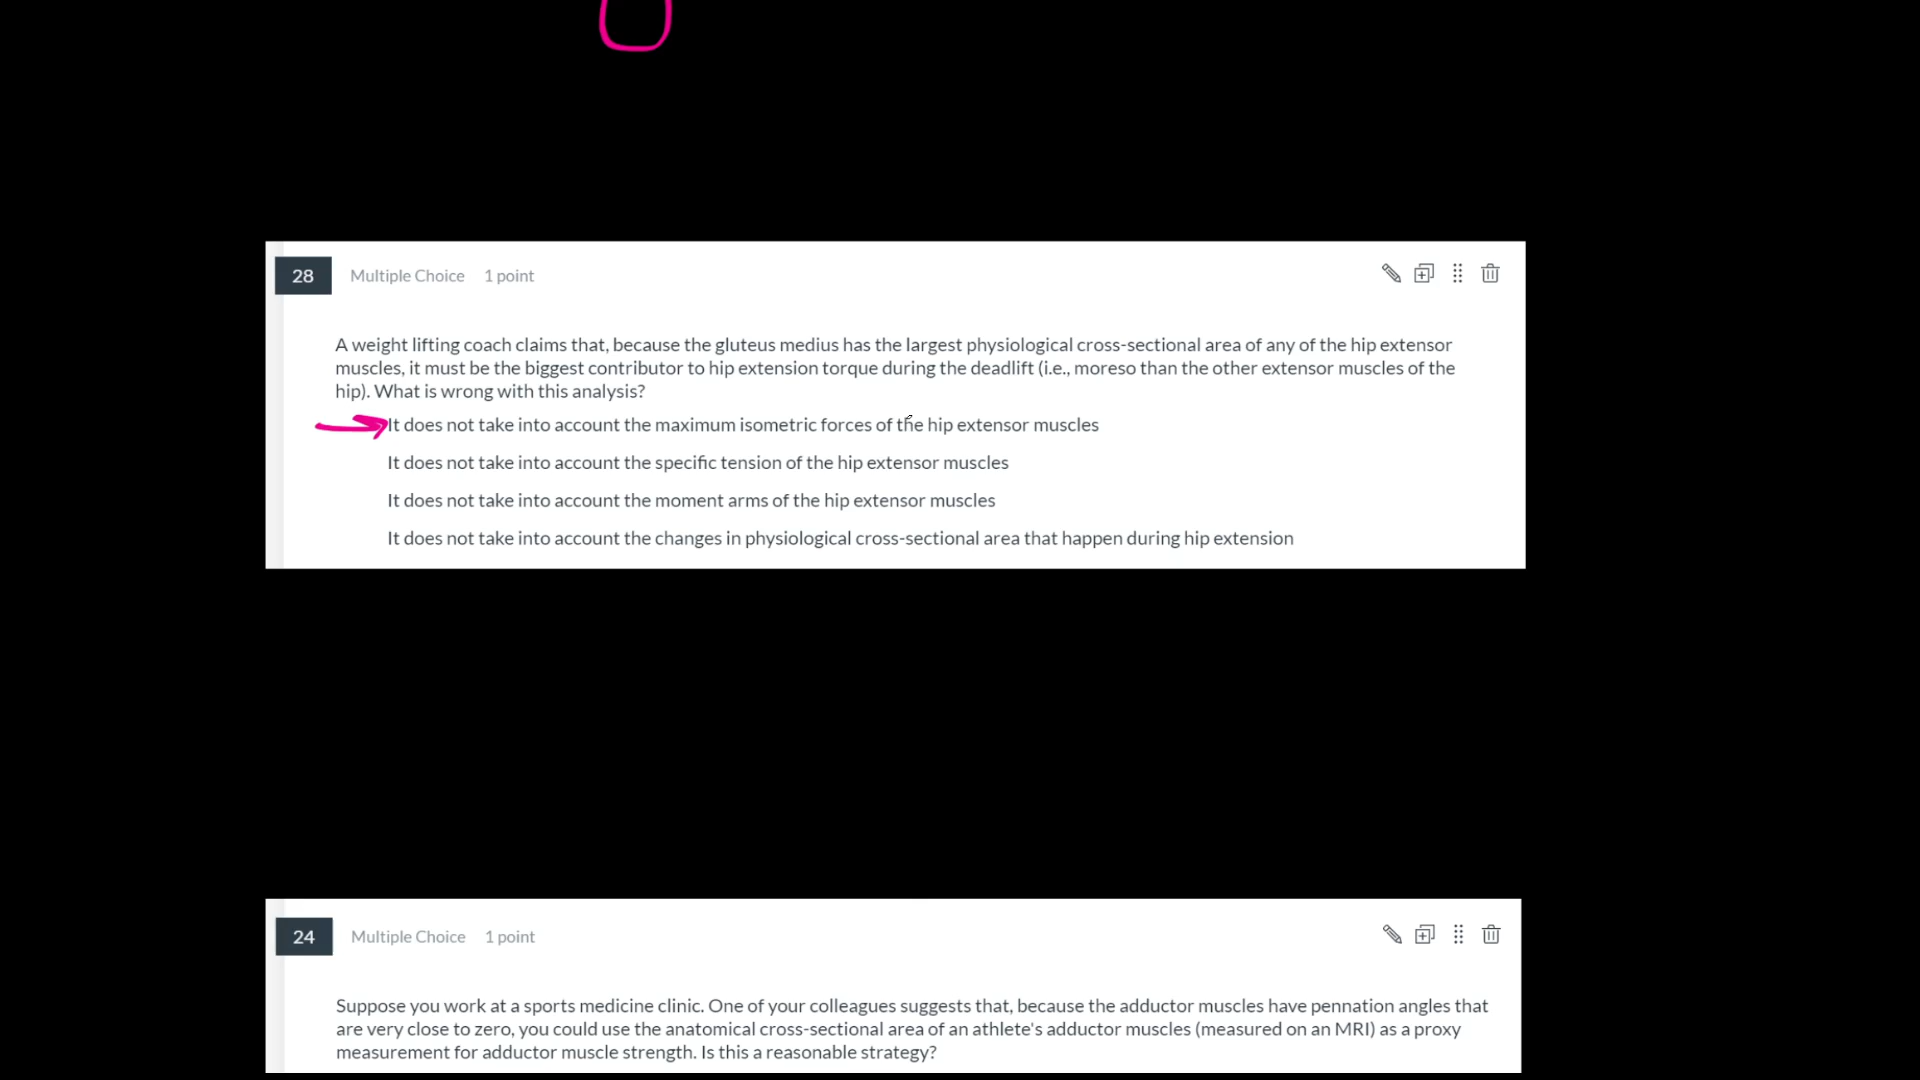 28 Multiple Choice 1 point
A weight lifting coach claims that, because the gluteus medius has the largest physiological cross-sectional area of any of the hip extensor
muscles, it must be the biggest contributor to hip extension torque during the deadlift (i.e., moreso than the other extensor muscles of the
hip). What is wrong with this analysis?
It does not take into account the maximum isometric forces of the hip extensor muscles
It does not take into account the specific tension of the hip extensor muscles
It does not take into account the moment arms of the hip extensor muscles
It does not take into account the changes in physiological cross-sectional area that happen during hip extension
24 Multiple Choice 1 point
Suppose you work at a sports medicine clinic. One of your colleagues suggests that, because the adductor muscles have pennation angles that
are very close to zero, you could use the anatomical cross-sectional area of an athlete's adductor muscles (measured on an MRI) as a proxy
measurement for adductor muscle strength. Is this a reasonable strategy?